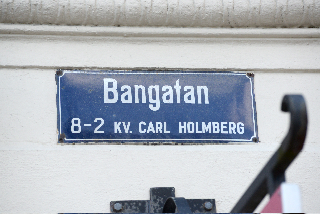 Bangatan
8-2 KV. CARL HOLMBERG